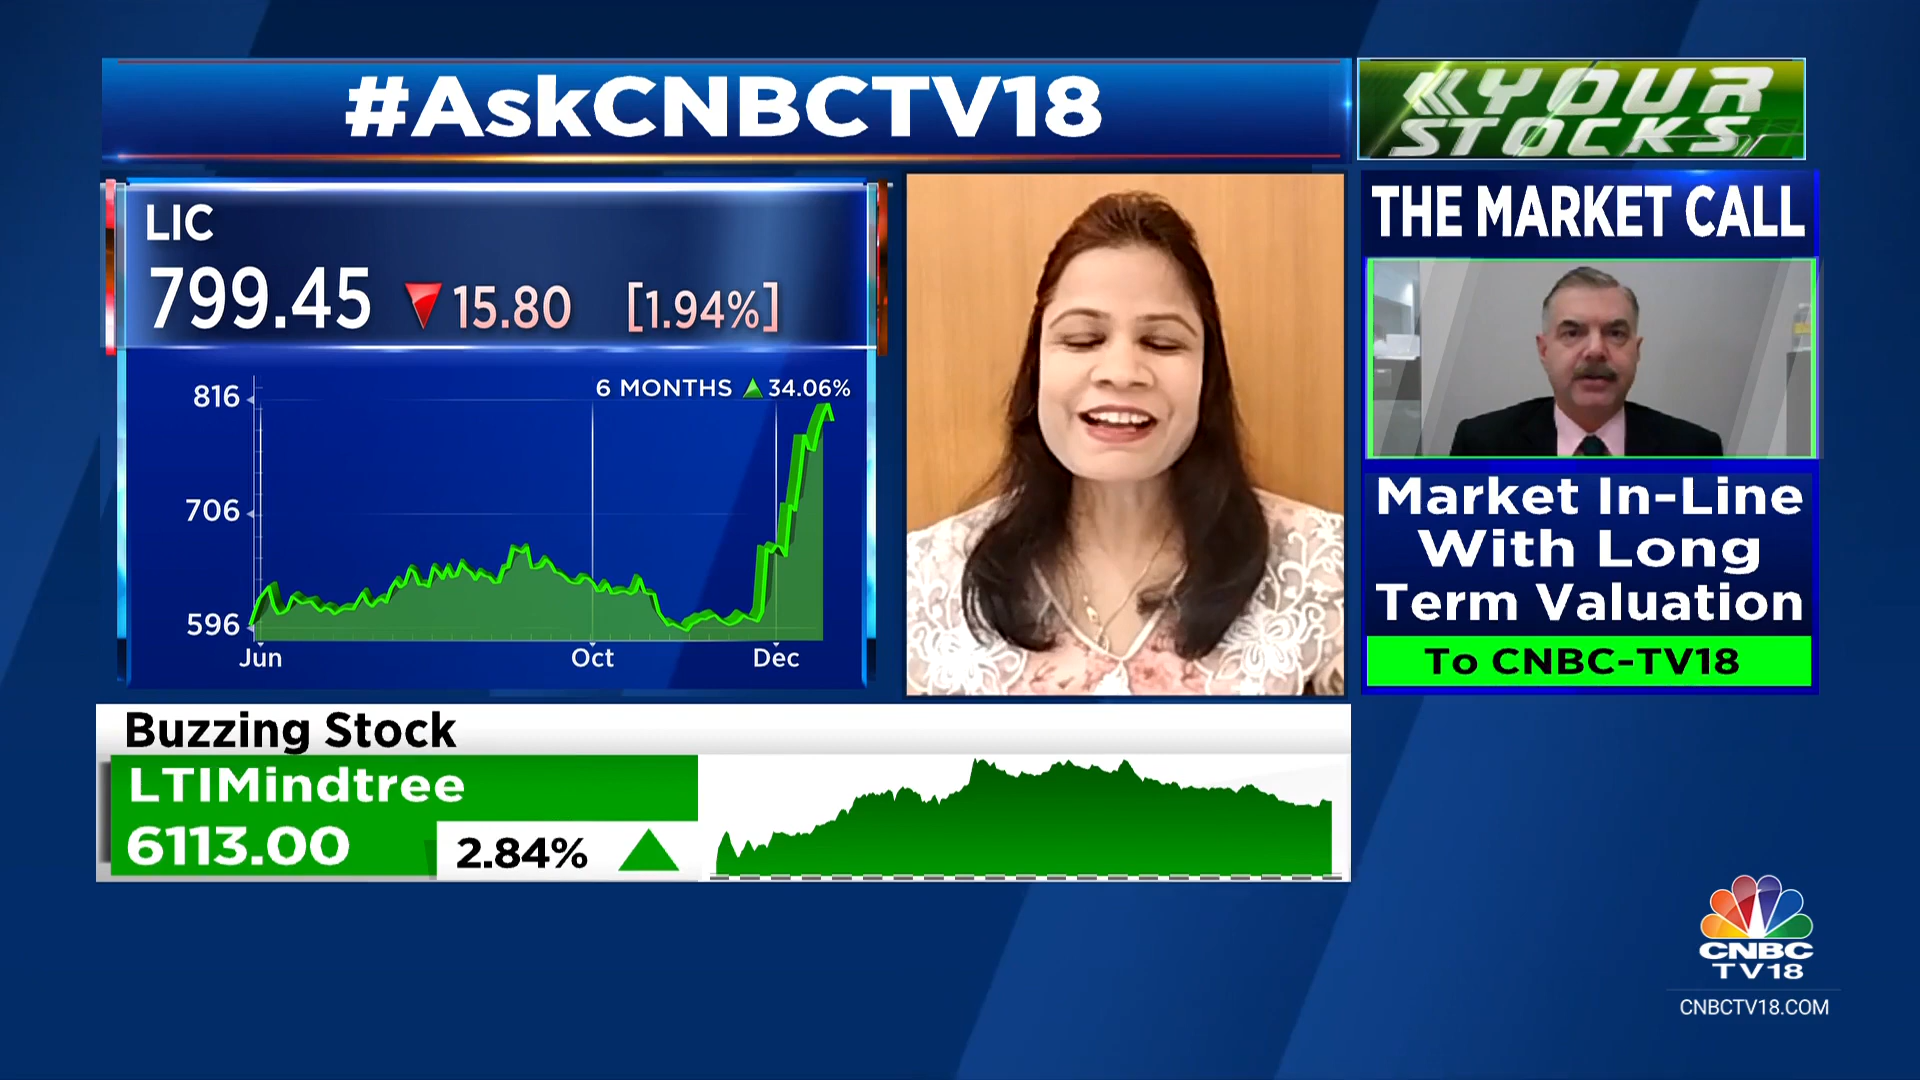 #AskCNBCTV18
YOUR
STOCKS
LIC
799.45 15.80 [1.94%]
6 MONTHS 34.06%
816
706
596
Jun Oct Dec
THE MARKET CALL
Market In-Line
With Long
Term Valuation
To CNBC-TV18
Buzzing Stock
LTIMindtree
6113.00
2.84%
CNBC
TV18
CNBCTV18.COM